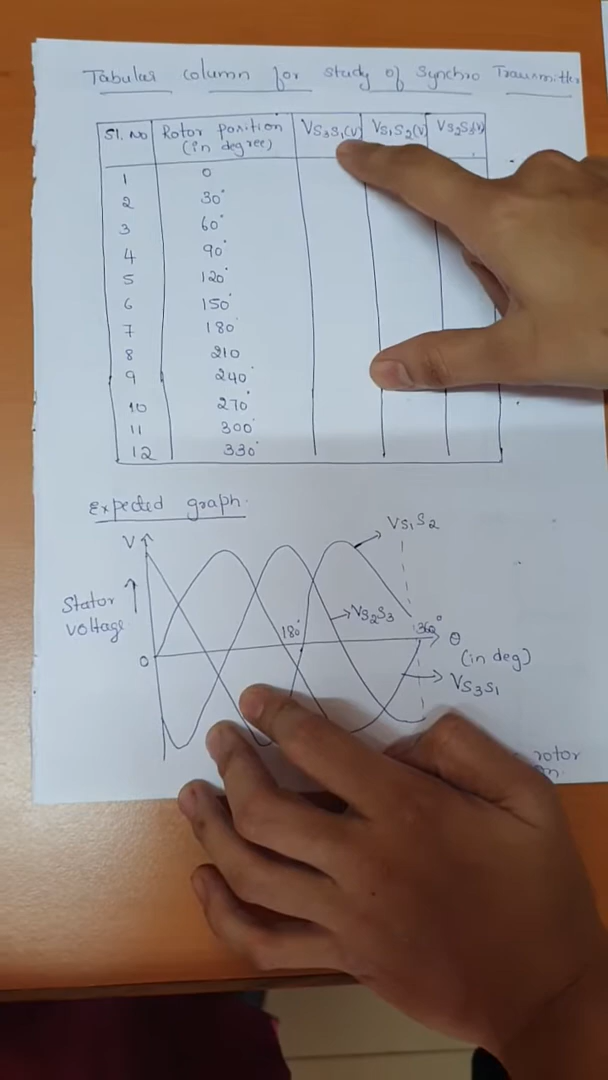 Tabular column for study of Synchro Transmitter
Sl. No Rotor position (in degree) VS3S1(V) VS1S2(V) VS2S3(V)
1 0
2 30°
3 60°
4 90°
5 120°
6 150°
7 180°
8 210
9 240°
10 270°
11 300°
12 330°
Expected graph.
V
VS1S2
Stator voltage
VS2S3
180°
360°
θ
0
(in deg)
VS3S1
rotor